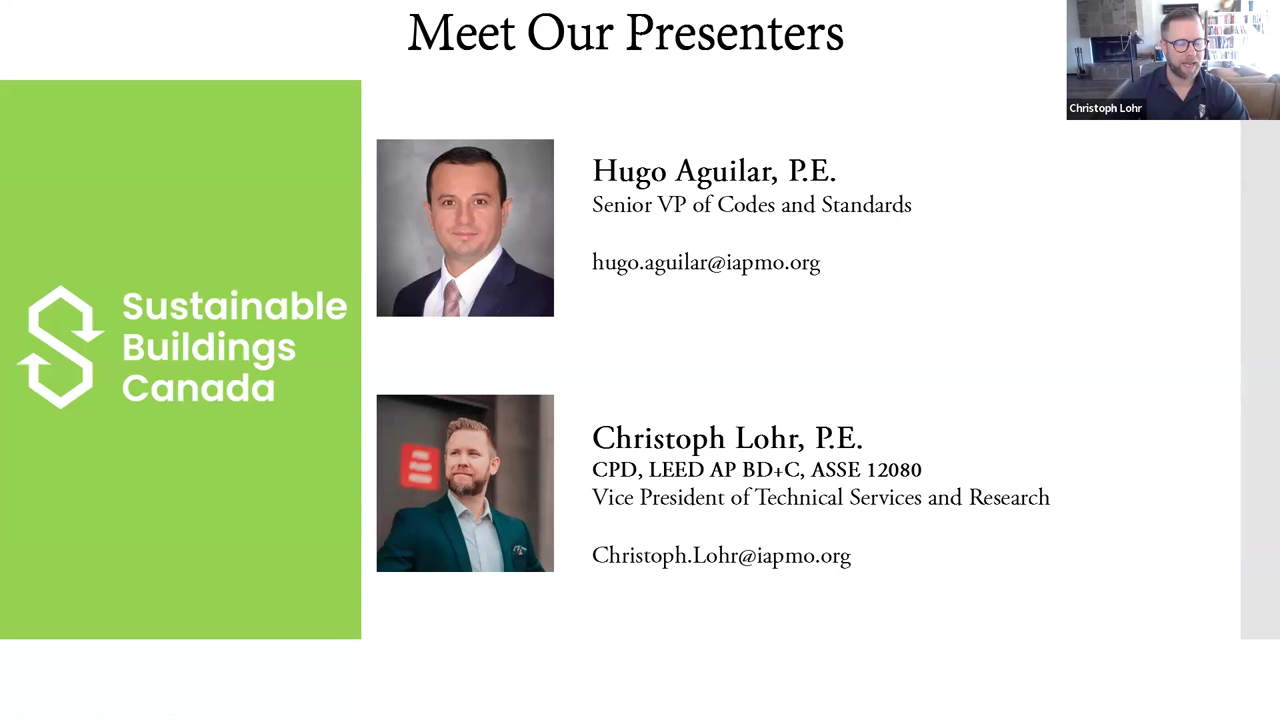 Meet Our Presenters
Christoph Lohr
Sustainable
Buildings
Canada
Hugo Aguilar, P.E.
Senior VP of Codes and Standards
hugo.aguilar@iapmo.org
Christoph Lohr, P.E.
CPD, LEED AP BD+C, ASSE 12080
Vice President of Technical Services and Research
Christoph.Lohr@iapmo.org